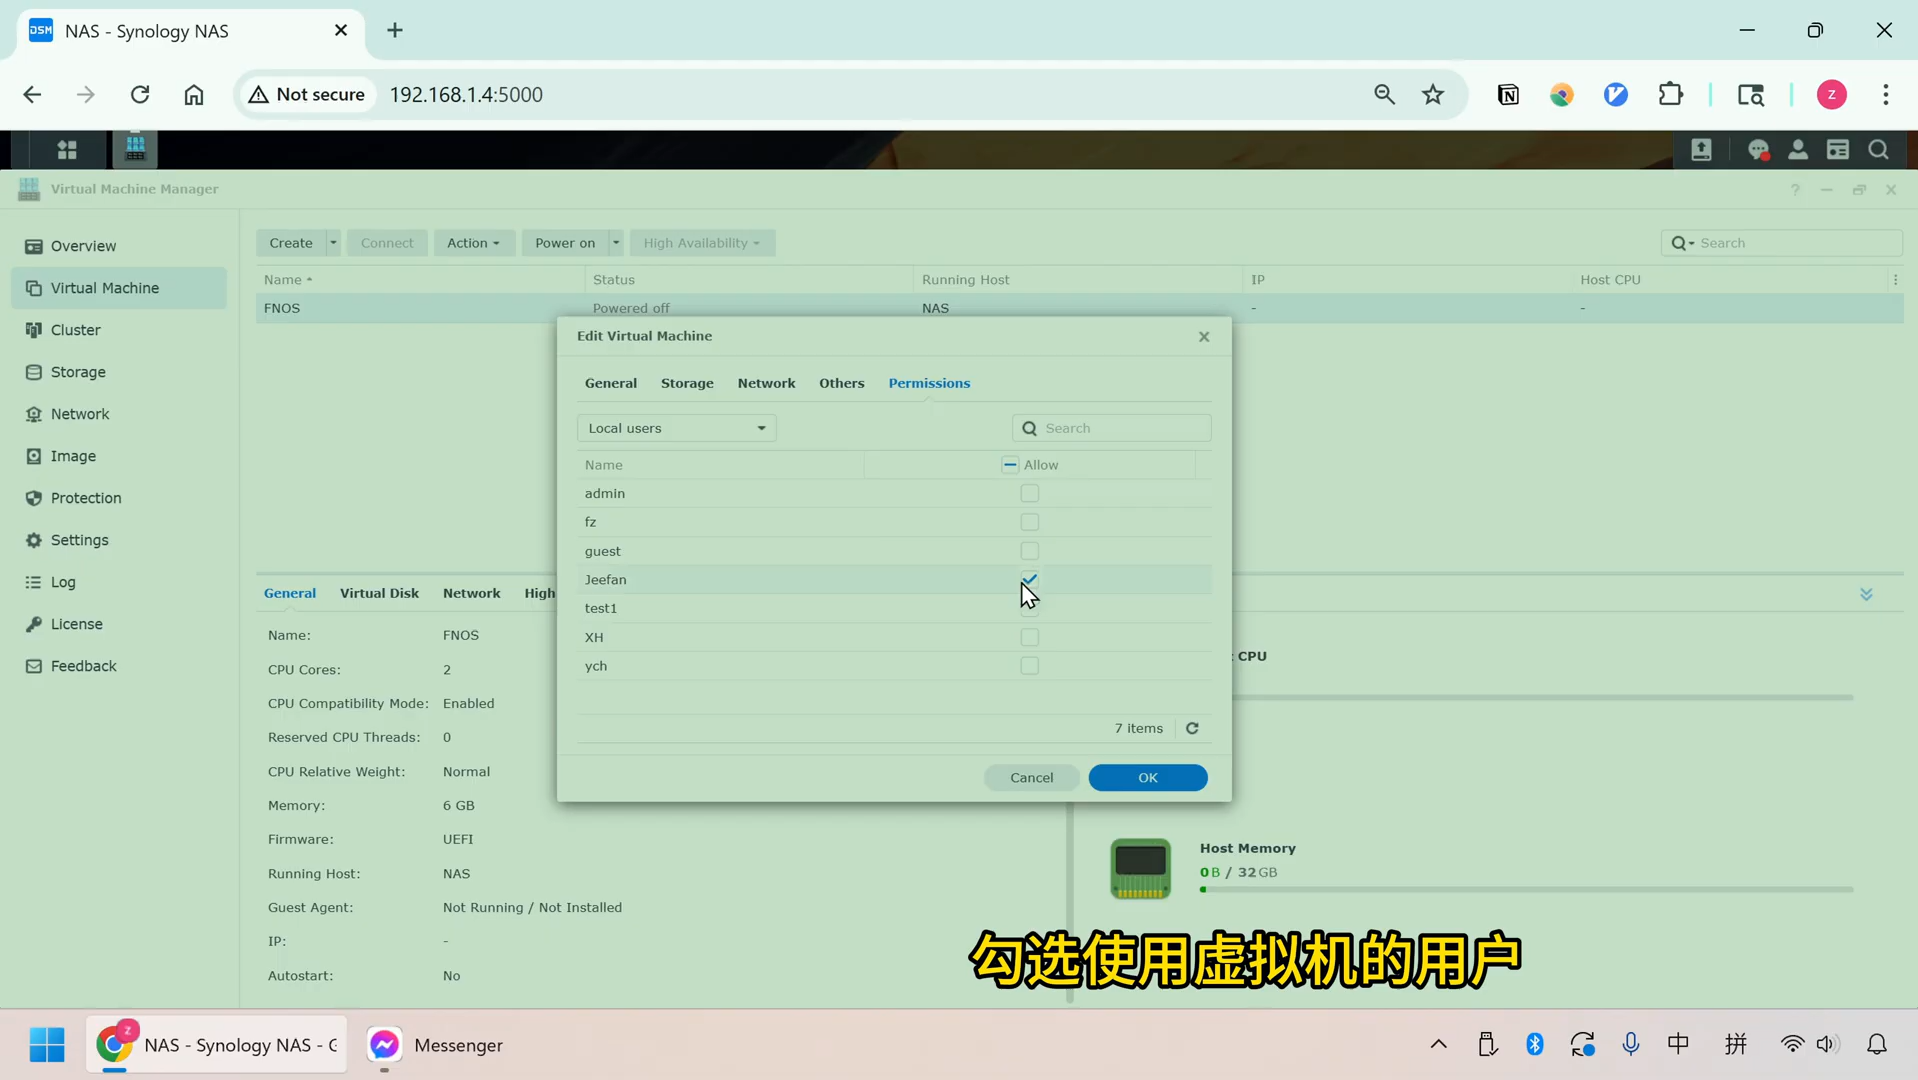 DSM NAS - Synology NAS
Not secure 192.168.1.4:5000
Z
Virtual Machine Manager
Overview
Virtual Machine
Cluster
Storage
Network
Image
Protection
Settings
Log
License
Feedback
Create Connect Action Power on High Availability Search
Name Status Running Host IP Host CPU
FNOS Powered off NAS - -
Edit Virtual Machine
General Storage Network Others Permissions
Local users Search
Name Allow
admin
fz
guest
Jeefan
test1
XH
ych
7 items
Cancel OK
General Virtual Disk Network High
Name: FNOS
CPU Cores: 2
CPU Compatibility Mode: Enabled
Reserved CPU Threads: 0
CPU Relative Weight: Normal
Memory: 6 GB
Firmware: UEFI
Running Host: NAS
Guest Agent: Not Running / Not Installed
IP: -
Autostart: No
CPU
Host Memory
0 B / 32 GB
勾选使用虚拟机的用户
Z NAS - Synology NAS - G Messenger 中 拼